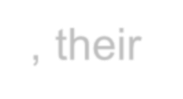 , their